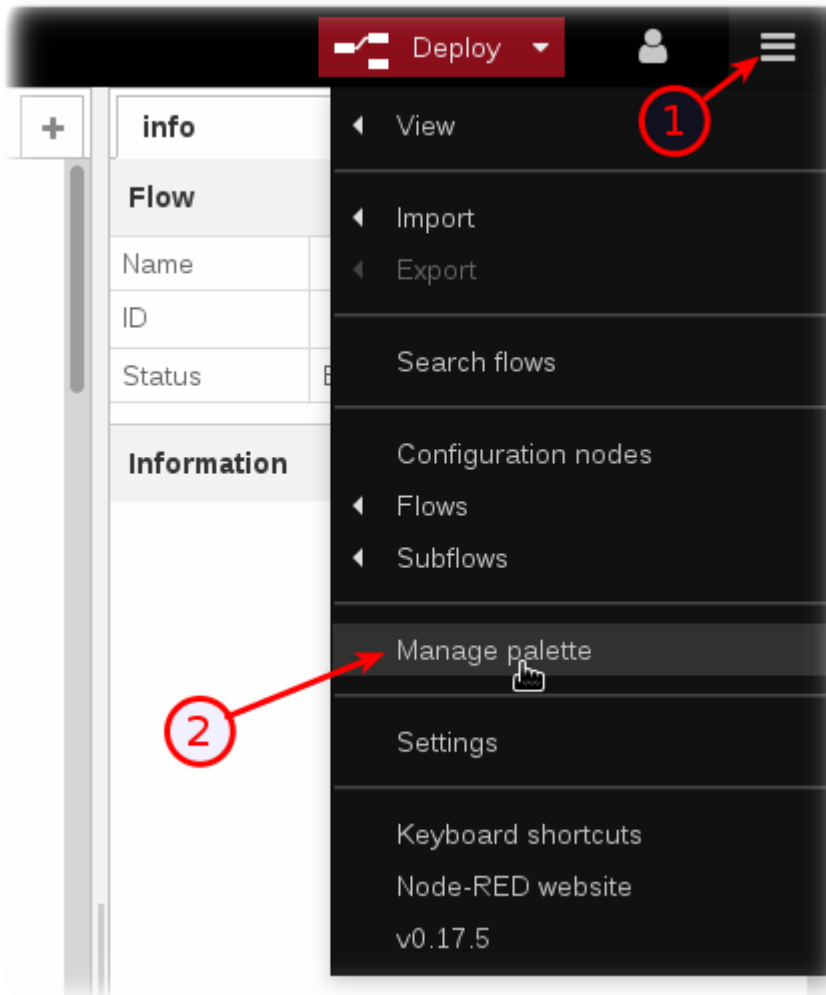 Deploy
1
+
info
View
Flow
Import
Name
Export
ID
Status
Search flows
Information
Configuration nodes
Flows
Subflows
Manage palette
2
Settings
Keyboard shortcuts
Node-RED website
v0.17.5